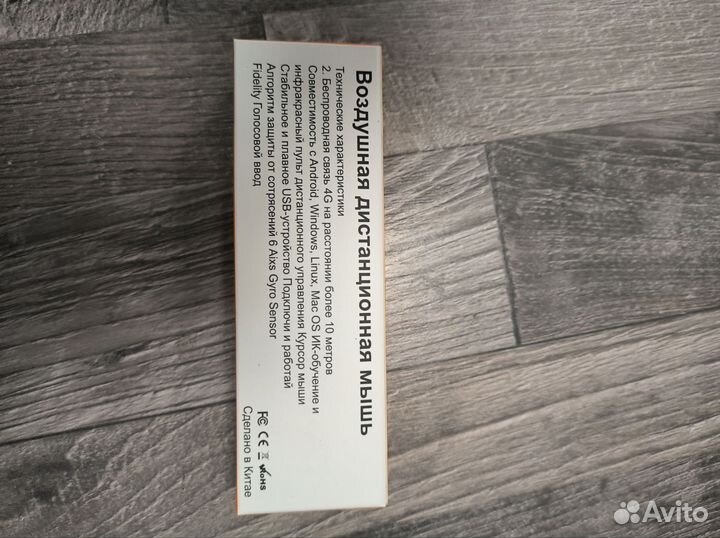 Воздушная дистанционная мышь
Технические характеристики
2. Беспроводная связь 4G на расстоянии более 10 метров
Совместимость с Android, Windows, Linux, Mac OS ИК-обучение и
инфракрасный пульт дистанционного управления Курсор мыши
Стабильное и плавное USB-устройство Подключи и работай
Алгоритм защиты от сотрясений 6 Aixs Gyro Sensor
Fidelity Голосовой ввод
FC CE RoHS
Сделано в Китае
Avito